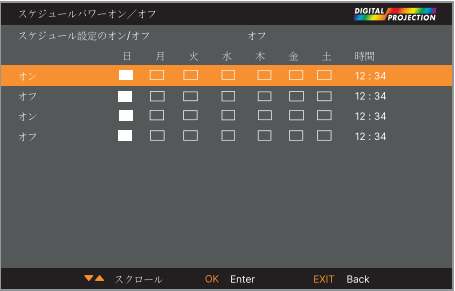 スケジュールパワーオン／オフ DIGITAL PROJECTION
スケジュール設定のオン/オフ オフ
日 月 火 水 木 金 土 時間
オン 12 : 34
オフ 12 : 34
オン 12 : 34
オフ 12 : 34
▼▲ スクロール OK Enter EXIT Back